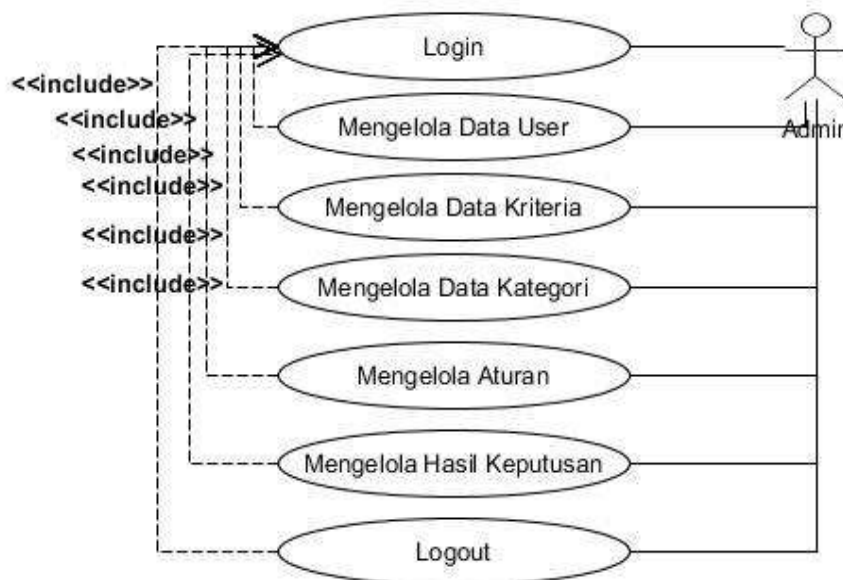 Login
<<include>>
<<include>>
Mengelola Data User
Admin
<<include>>
<<include>>
Mengelola Data Kriteria
<<include>>
<<include>>
Mengelola Data Kategori
Mengelola Aturan
Mengelola Hasil Keputusan
Logout